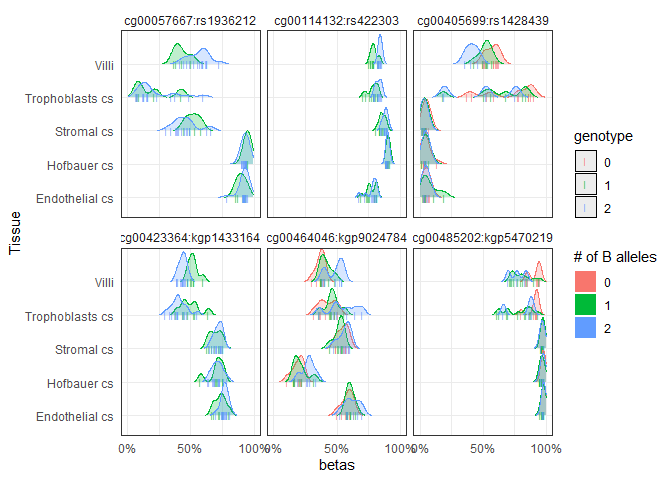 cg00057667:rs1936212
cg00114132:rs422303
cg00405699:rs1428439
Villi
Trophoblasts cs
Stromal cs
Hofbauer cs
Endothelial cs
cg00423364:kgp1433164
cg00464046:kgp9024784
cg00485202:kgp5470219
Villi
Trophoblasts cs
Stromal cs
Hofbauer cs
Endothelial cs
Tissue
0% 50% 100%
0% 50% 100%
0% 50% 100%
betas
genotype
0
1
2
# of B alleles
0
1
2